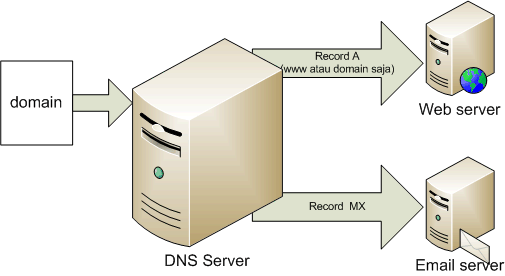 domain
DNS Server
Record A
(www atau domain saja)
Web server
Record MX
Email server